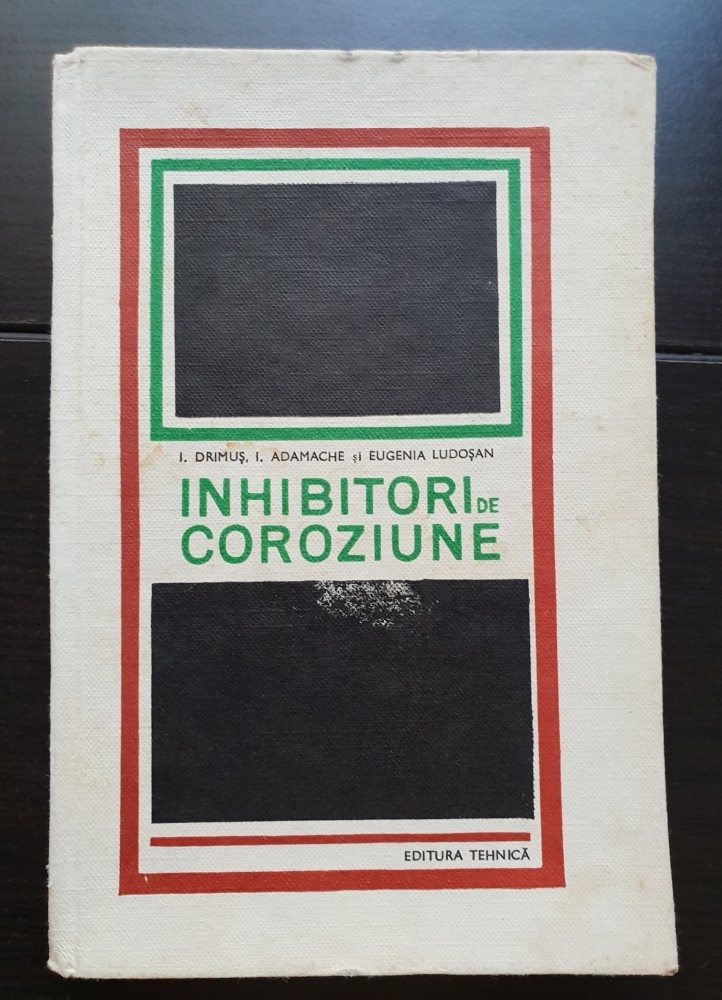 I. DRIMUȘ, I. ADAMACHE și EUGENIA LUDOȘAN
INHIBITORI DE
COROZIUNE
EDITURA TEHNICĂ